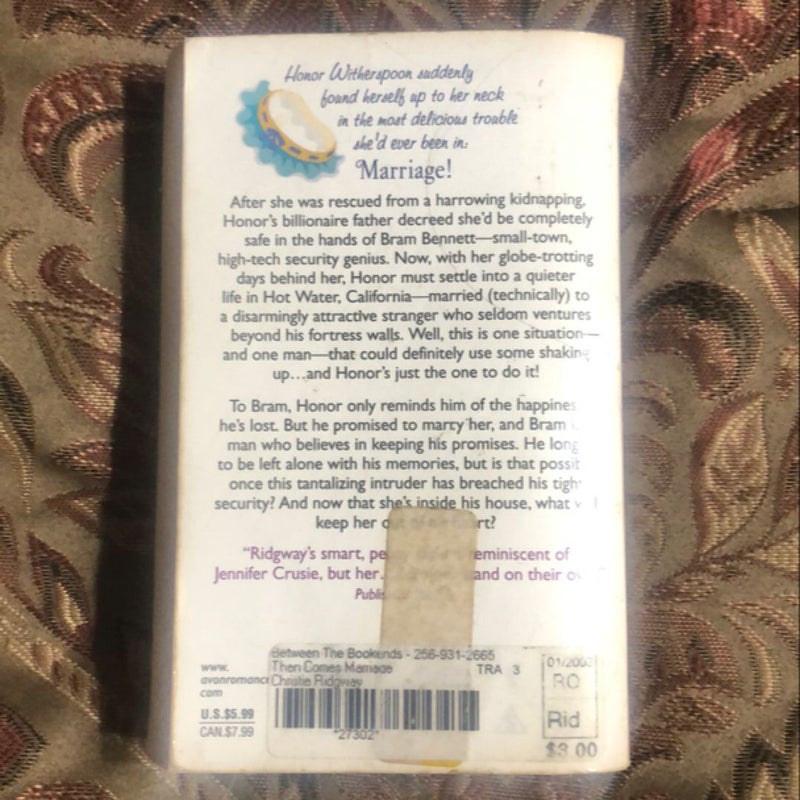 Honor Witherspoon suddenly
found herself up to her neck
in the most delicious trouble
she'd ever been in:
Marriage!
After she was rescued from a harrowing kidnapping,
Honor's billionaire father decreed she'd be completely
safe in the hands of Bram Bennett—small-town,
high-tech security genius. Now, with her globe-trotting
days behind her, Honor must settle into a quieter
life in Hot Water, California—married (technically) to
a disarmingly attractive stranger who seldom ventures
beyond his fortress walls. Well, this is one situation—
and one man—that could definitely use some shaking
up...and Honor's just the one to do it!
To Bram, Honor only reminds him of the happines
he's lost. But he promised to marry her, and Bram
man who believes in keeping his promises. He long
to be left alone with his memories, but is that possi
once this tantalizing intruder has breached his tigh
security? And now that she's inside his house, what
keep her
"Ridgway's smart, pe eminiscent of
Jennifer Crusie, but her and on their
Publi
www.
avonromanc
com
U.S.$5.99
CAN.$7.99
Between The Bookends - 256-931-2665
Then Comes Marriage TRA 3
Christie Ridgway
*27302*
01/2003
RO
Rid
$3.00